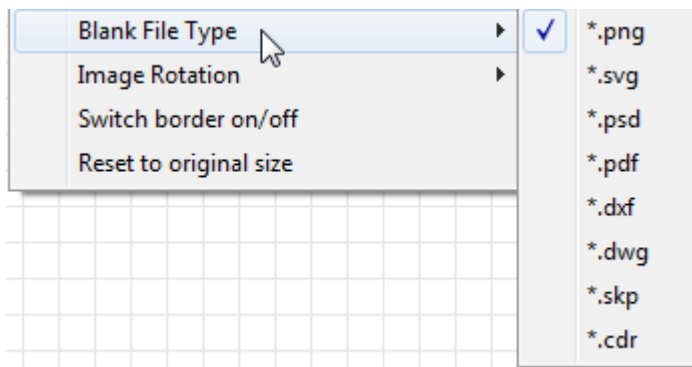 Blank File Type
Image Rotation
Switch border on/off
Reset to original size
*.png
*.svg
*.psd
*.pdf
*.dxf
*.dwg
*.skp
*.cdr